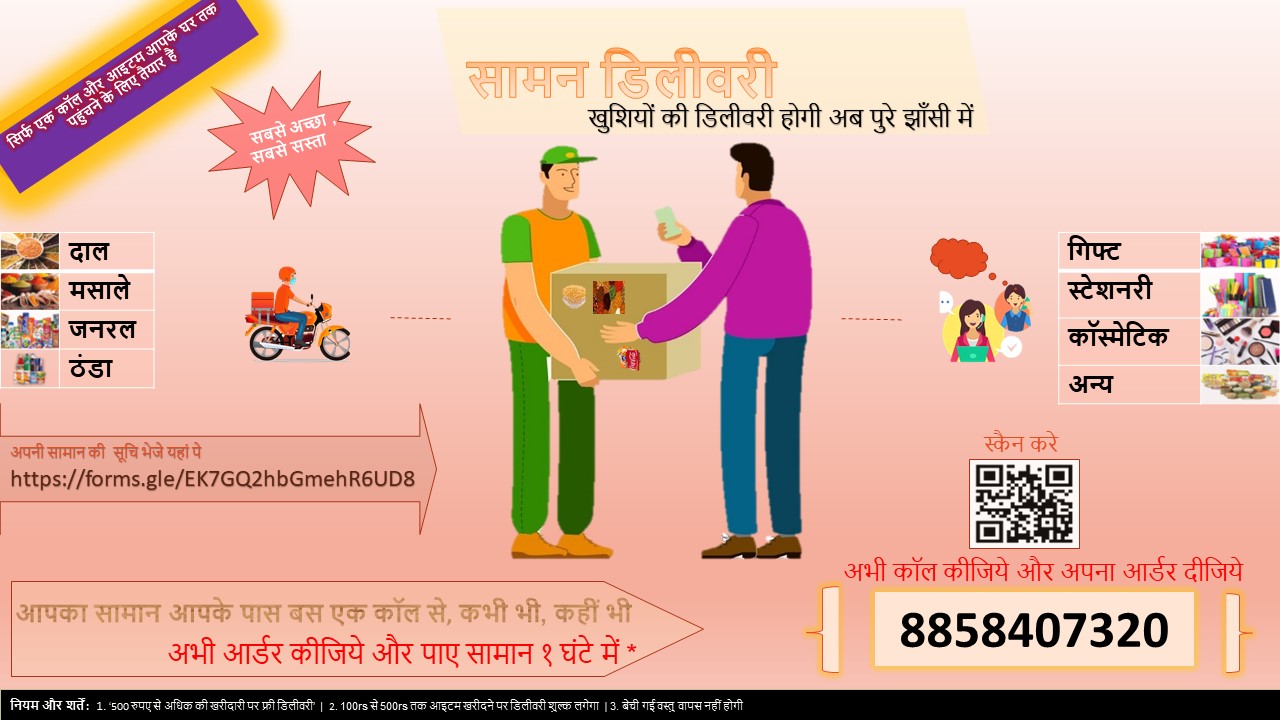 सिर्फ एक कॉल और आइटम आपके घर तक
पहुंचने के लिए तैयार है
सामन डिलीवरी
खुशियों की डिलीवरी होगी अब पुरे झाँसी में
सबसे अच्छा ,
सबसे सस्ता
दाल
मसाले
जनरल
ठंडा
गिफ्ट
स्टेशनरी
कॉस्मेटिक
अन्य
अपनी सामान की सूचि भेजे यहां पे
https://forms.gle/EK7GQ2hbGmehR6UD8
स्कैन करे
अभी कॉल कीजिये और अपना आर्डर दीजिये
8858407320
आपका सामान आपके पास बस एक कॉल से, कभी भी, कहीं भी
अभी आर्डर कीजिये और पाए सामान १ घंटे में *
नियम और शर्तें: 1. '500 रुपए से अधिक की खरीदारी पर फ्री डिलीवरी' | 2. 100rs से 500rs तक आइटम खरीदने पर डिलीवरी शुल्क लगेगा | 3. बेची गई वस्तु वापस नहीं होगी